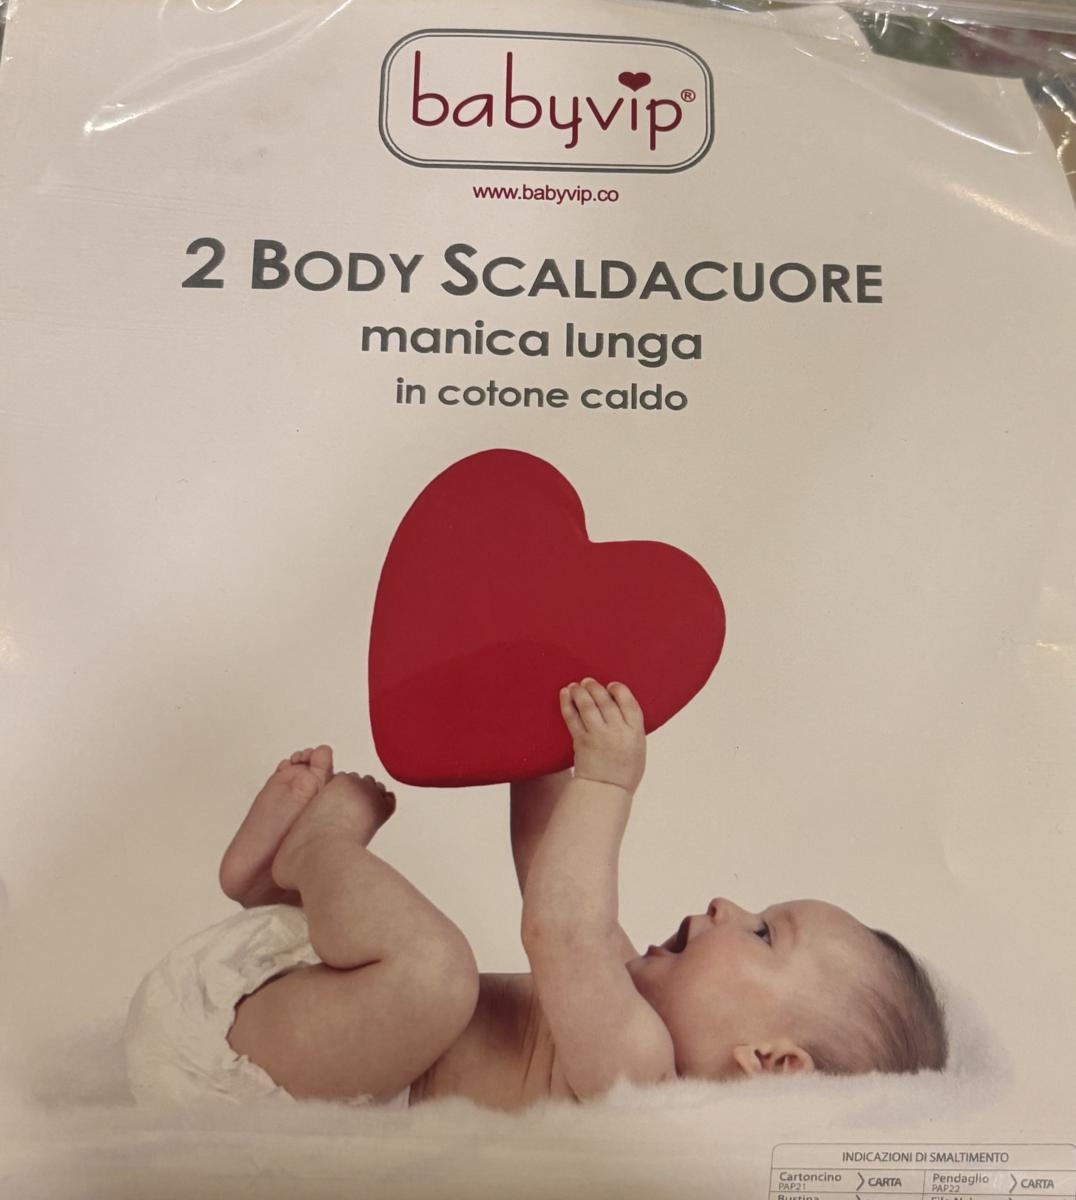 babyvip®
www.babyvip.co
2 BODY SCALDACUORE
manica lunga
in cotone caldo
INDICAZIONI DI SMALTIMENTO
Cartoncino PAP21 CARTA Pendaglio PAP22 CARTA